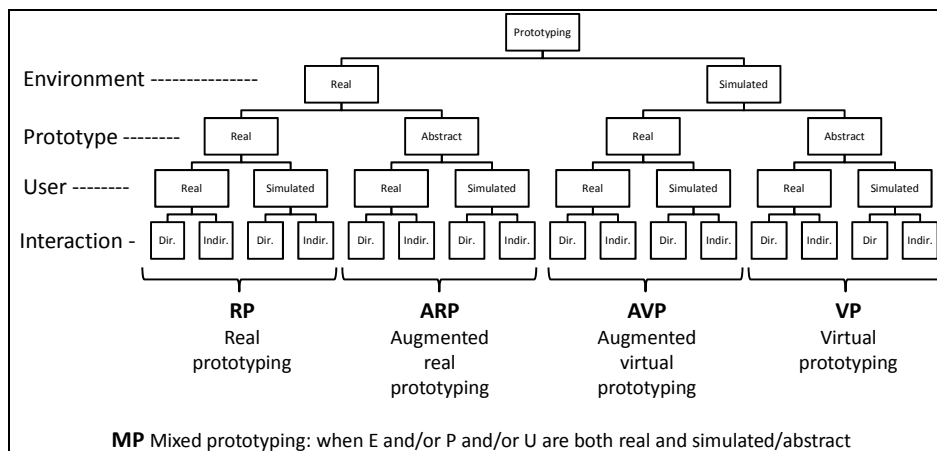 Prototyping
Environment ---------------
Real
Simulated
Prototype --------
Real
Abstract
Real
Abstract
User --------
Real
Simulated
Real
Simulated
Real
Simulated
Real
Simulated
Interaction -
Dir.
Indir.
Dir.
Indir.
Dir.
Indir.
Dir.
Indir.
Dir.
Indir.
Dir.
Indir.
Dir.
Indir.
Dir
Indir.
RP
Real
prototyping
ARP
Augmented
real
prototyping
AVP
Augmented
virtual
prototyping
VP
Virtual
prototyping
MP Mixed prototyping: when E and/or P and/or U are both real and simulated/abstract